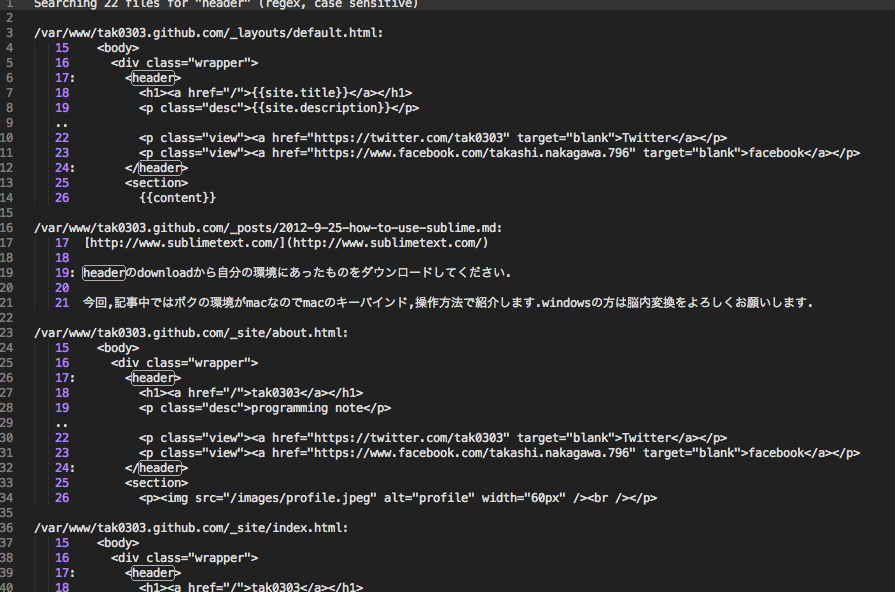 1 Searching 22 files for "header" (regex, case sensitive)
2
3 /var/www/tak0303.github.com/_layouts/default.html:
4 15 <body>
5 16 <div class="wrapper">
6 17: <header>
7 18 <h1><a href="/">{{site.title}}</a></h1>
8 19 <p class="desc">{{site.description}}</p>
9 ..
10 22 <p class="view"><a href="https://twitter.com/tak0303" target="blank">Twitter</a></p>
11 23 <p class="view"><a href="https://www.facebook.com/takashi.nakagawa.796" target="blank">facebook</a></p>
12 24: </header>
13 25 <section>
14 26 {{content}}
15
16 /var/www/tak0303.github.com/_posts/2012-9-25-how-to-use-sublime.md:
17 17 [http://www.sublimetext.com/](http://www.sublimetext.com/)
18 18
19 19: headerのdownloadから自分の環境にあったものをダウンロードしてください.
20 20
21 21 今回,記事中ではボクの環境がmacなのでmacのキーバインド,操作方法で紹介します.windowsの方は脳内変換をよろしくお願いします.
22
23 /var/www/tak0303.github.com/_site/about.html:
24 15 <body>
25 16 <div class="wrapper">
26 17: <header>
27 18 <h1><a href="/">tak0303</a></h1>
28 19 <p class="desc">programming note</p>
29 ..
30 22 <p class="view"><a href="https://twitter.com/tak0303" target="blank">Twitter</a></p>
31 23 <p class="view"><a href="https://www.facebook.com/takashi.nakagawa.796" target="blank">facebook</a></p>
32 24: </header>
33 25 <section>
34 26 <p><img src="/images/profile.jpeg" alt="profile" width="60px" /><br /></p>
35
36 /var/www/tak0303.github.com/_site/index.html:
37 15 <body>
38 16 <div class="wrapper">
39 17: <header>
40 18 <h1><a href="/">tak0303</a></h1>